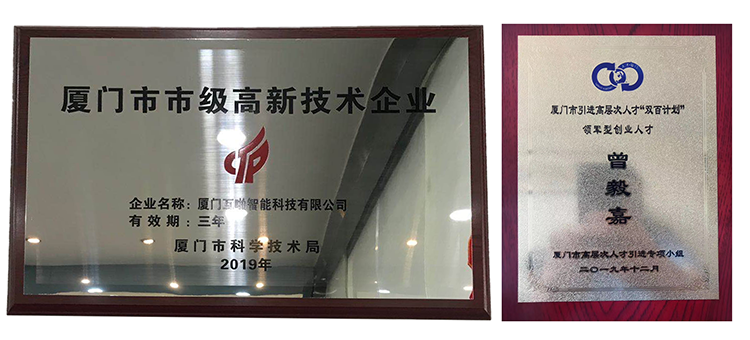 厦门市市级高新技术企业
企业名称：厦门互 智能科技有限公司
有效期：三年
厦门市科学技术局
2019年
厦门市引进高层次人才“双百计划”
领军型创业人才
曾毅嘉
厦门市高层次人才引进专项小组
二〇一九年十二月